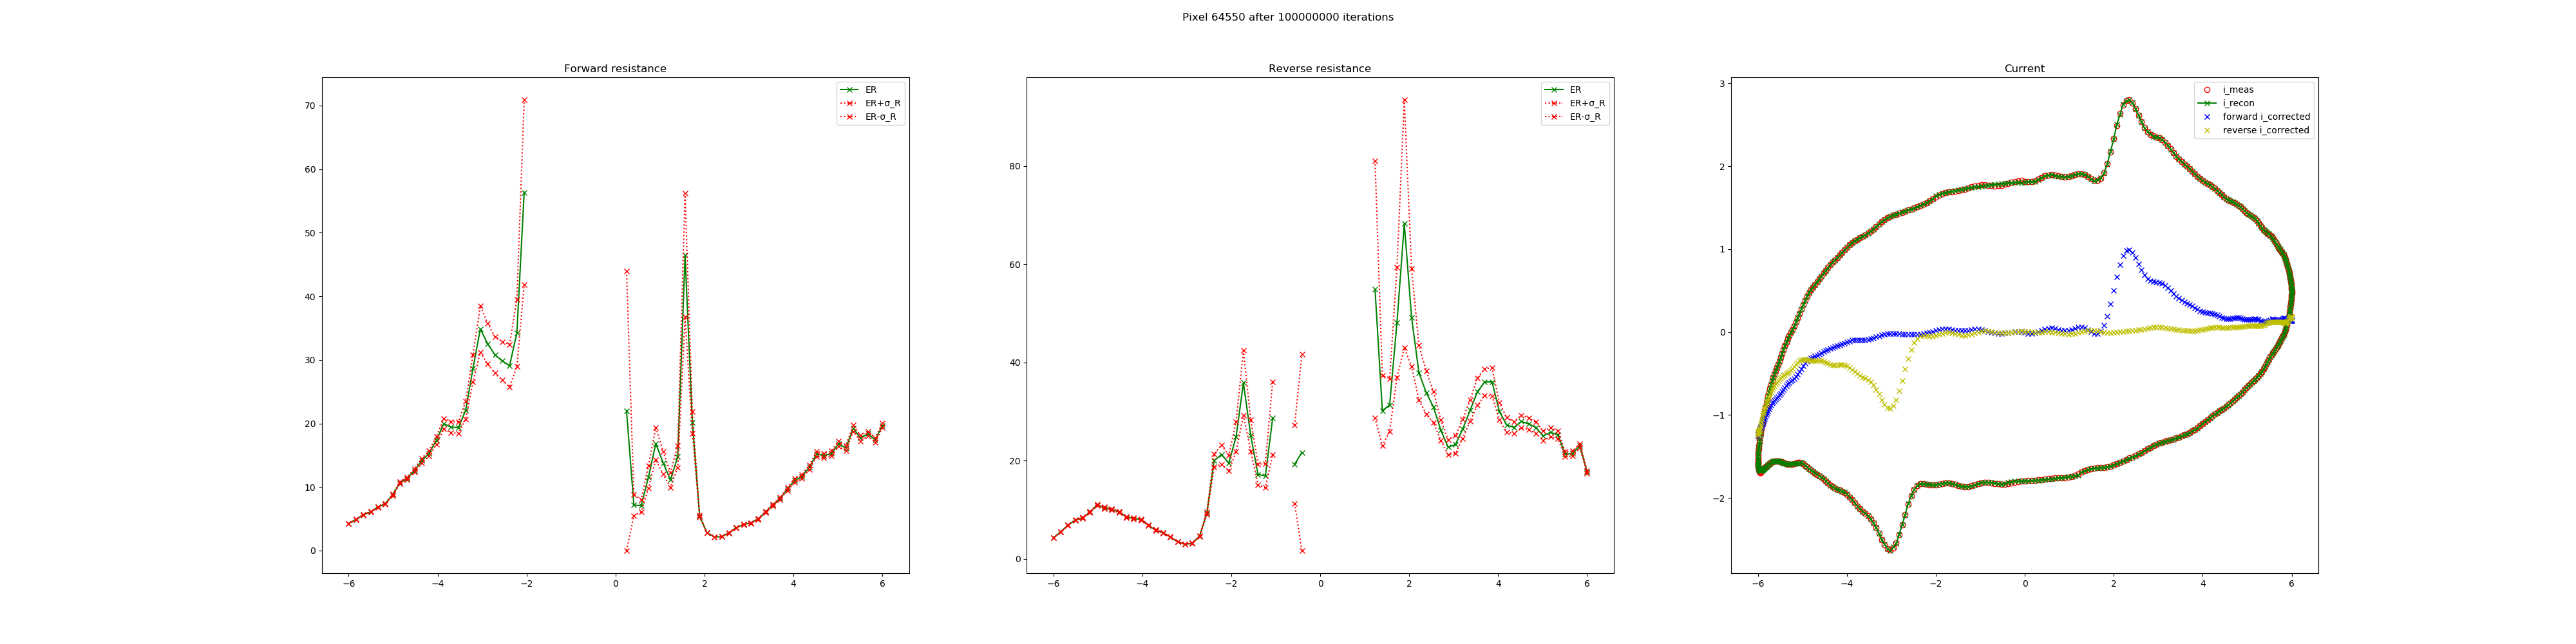 Pixel 64550 after 100000000 iterations
Forward resistance
70
60
50
40
30
20
10
0
−6
−4
−2
0
2
4
6
ER
ER+σ_R
ER-σ_R
Reverse resistance
80
60
40
20
0
−6
−4
−2
0
2
4
6
ER
ER+σ_R
ER-σ_R
Current
3
2
1
0
−1
−2
−6
−4
−2
0
2
4
6
i_meas
i_recon
forward i_corrected
reverse i_corrected